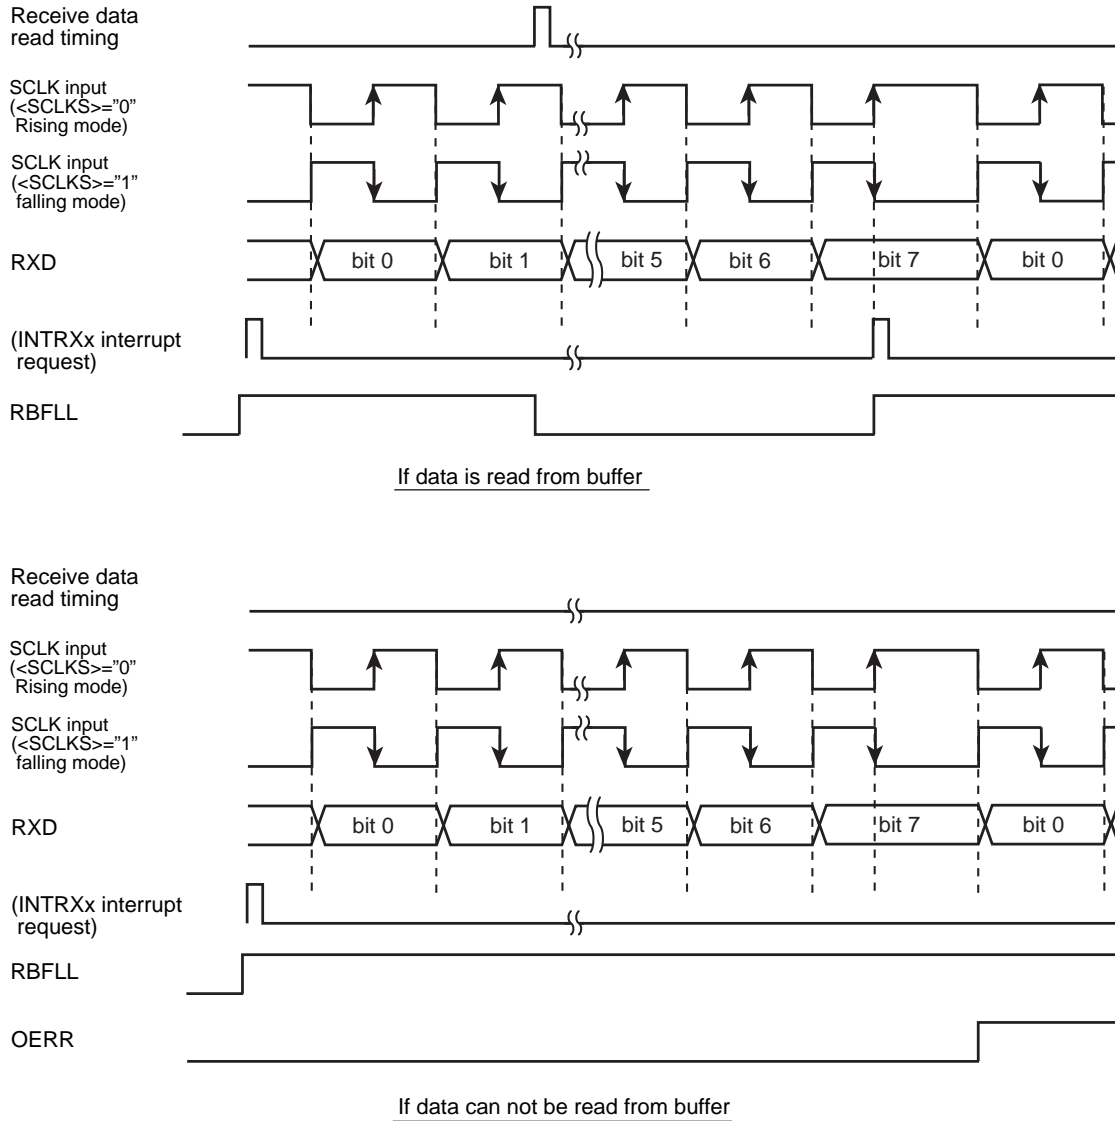 Receive data
read timing
SCLK input
(<SCLKS>=”0”
Rising mode)
SCLK input
(<SCLKS>=”1”
falling mode)
RXD
bit 0
bit 1
bit 5
bit 6
bit 7
bit 0
(INTRXx interrupt
request)
RBFLL
If data is read from buffer
Receive data
read timing
SCLK input
(<SCLKS>=”0”
Rising mode)
SCLK input
(<SCLKS>=”1”
falling mode)
RXD
bit 0
bit 1
bit 5
bit 6
bit 7
bit 0
(INTRXx interrupt
request)
RBFLL
OERR
If data can not be read from buffer